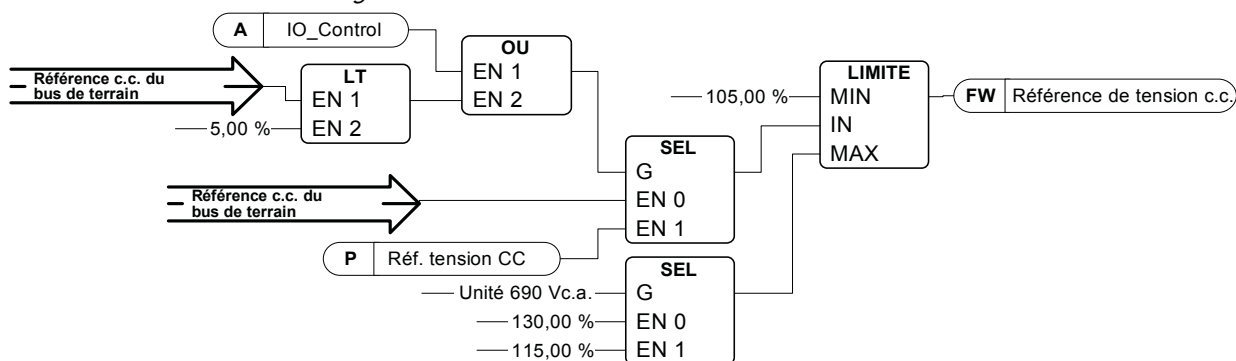 A IO_Control
OU
EN 1
EN 2
Référence c.c. du
bus de terrain
LT
EN 1
EN 2
5,00 %
LIMITE
MIN
IN
MAX
105,00 %
FW Référence de tension c.c.
SEL
G
EN 0
EN 1
Référence c.c. du
bus de terrain
P Réf. tension CC
SEL
G
EN 0
EN 1
Unité 690 Vc.a.
130,00 %
115,00 %